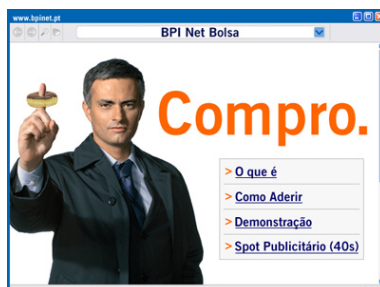 www.bpinet.pt
BPI Net Bolsa
Compro.
> O que é
> Como Aderir
> Demonstração
> Spot Publicitário (40s)